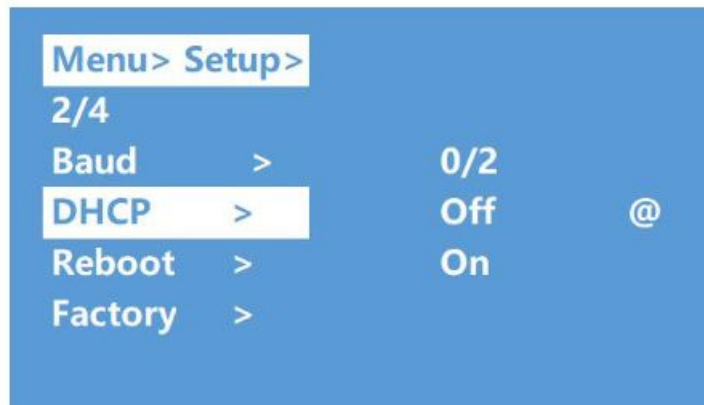 Menu> Setup>
2/4
Baud > 0/2
DHCP > Off @
Reboot > On
Factory >